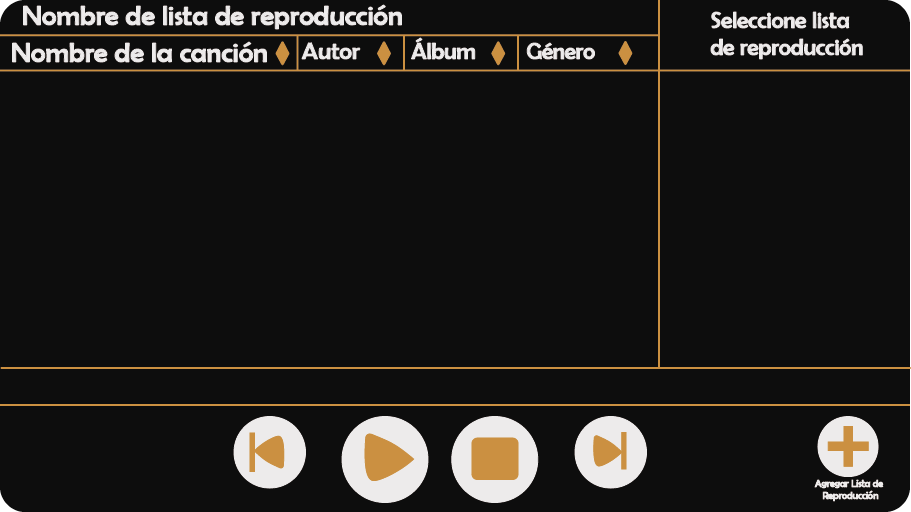 Nombre de lista de reproducción
Seleccione lista
de reproducción
Nombre de la canción Autor Álbum Género
Agregar Lista de
Reproducción